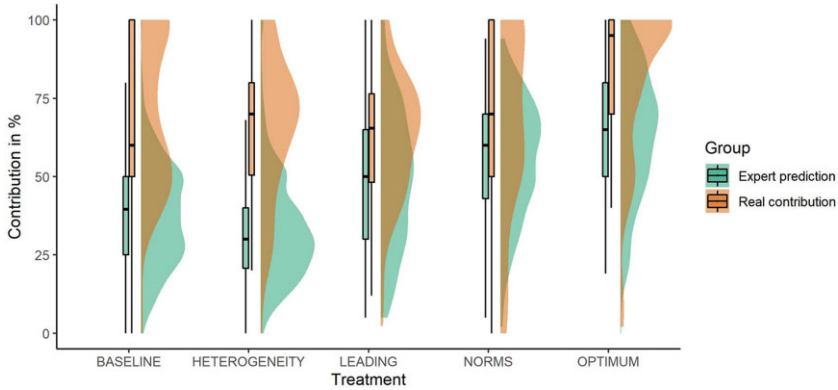 100
75
50
25
0
Contribution in %
BASELINE HETEROGENEITY LEADING NORMS OPTIMUM
Treatment
Group
Expert prediction
Real contribution